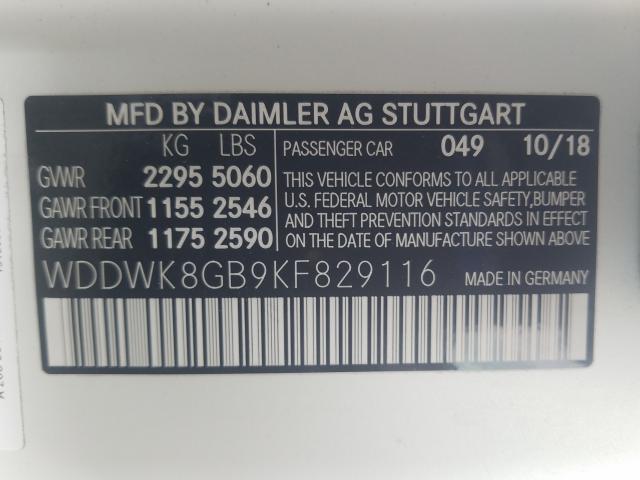 MFD BY DAIMLER AG STUTTGART
KG LBS
GVWR 2295 5060
GAWR FRONT 1155 2546
GAWR REAR 1175 2590
PASSENGER CAR 049 10/18
THIS VEHICLE CONFORMS TO ALL APPLICABLE
U.S. FEDERAL MOTOR VEHICLE SAFETY,BUMPER
AND THEFT PREVENTION STANDARDS IN EFFECT
ON THE DATE OF MANUFACTURE SHOWN ABOVE.
WDDWK8GB9KF829116 MADE IN GERMANY